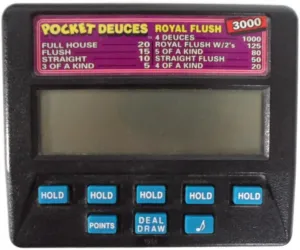 POCKET DEUCES ROYAL FLUSH 3000
4 DEUCES 1000
FULL HOUSE 20 ROYAL FLUSH W/2's 125
FLUSH 15 5 OF A KIND 80
STRAIGHT 10 STRAIGHT FLUSH 50
3 OF A KIND 5 4 OF A KIND 20
HOLD HOLD HOLD HOLD HOLD
POINTS DEAL
DRAW